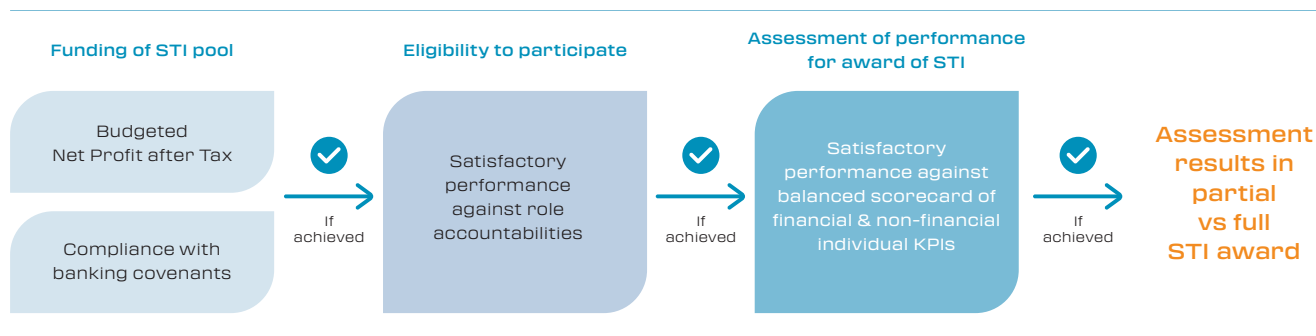 Funding of STI pool
Budgeted
Net Profit after Tax
Compliance with
banking covenants
If
achieved
Eligibility to participate
Satisfactory
performance
against role
accountabilities
If
achieved
Assessment of performance
for award of STI
Satisfactory
performance against
balanced scorecard of
financial & non-financial
individual KPIs
If
achieved
Assessment
results in
partial
vs full
STI award